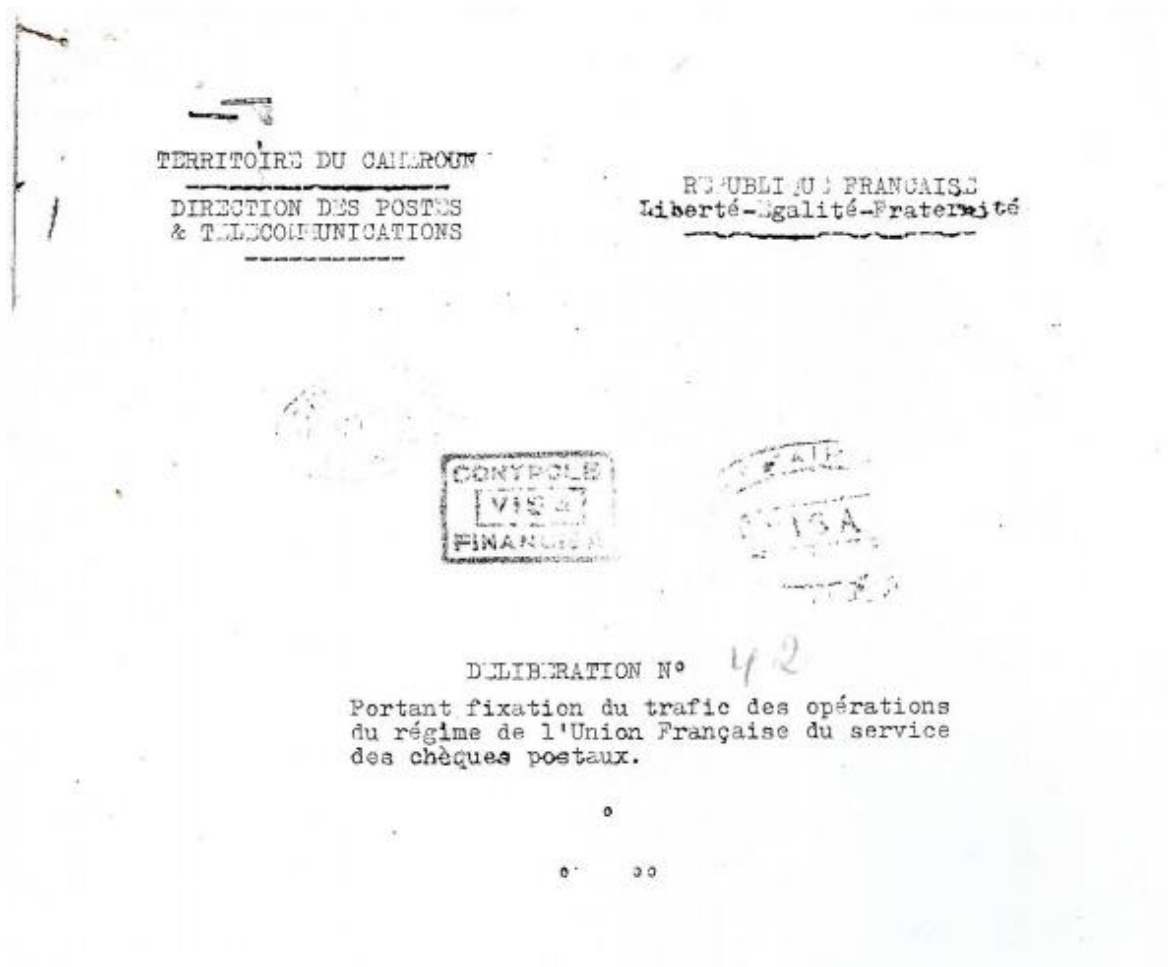 TERRITOIRE DU CAMEROUN
DIRECTION DES POSTES
& TELECOMMUNICATIONS
REPUBLIQUE FRANCAISE
Liberté-Egalité-Fraternité
CONTROLE
VISA
FINANCIER
VISA
DELIBERATION N° 42
Portant fixation du trafic des opérations
du régime de l'Union Française du service
des chèques postaux.